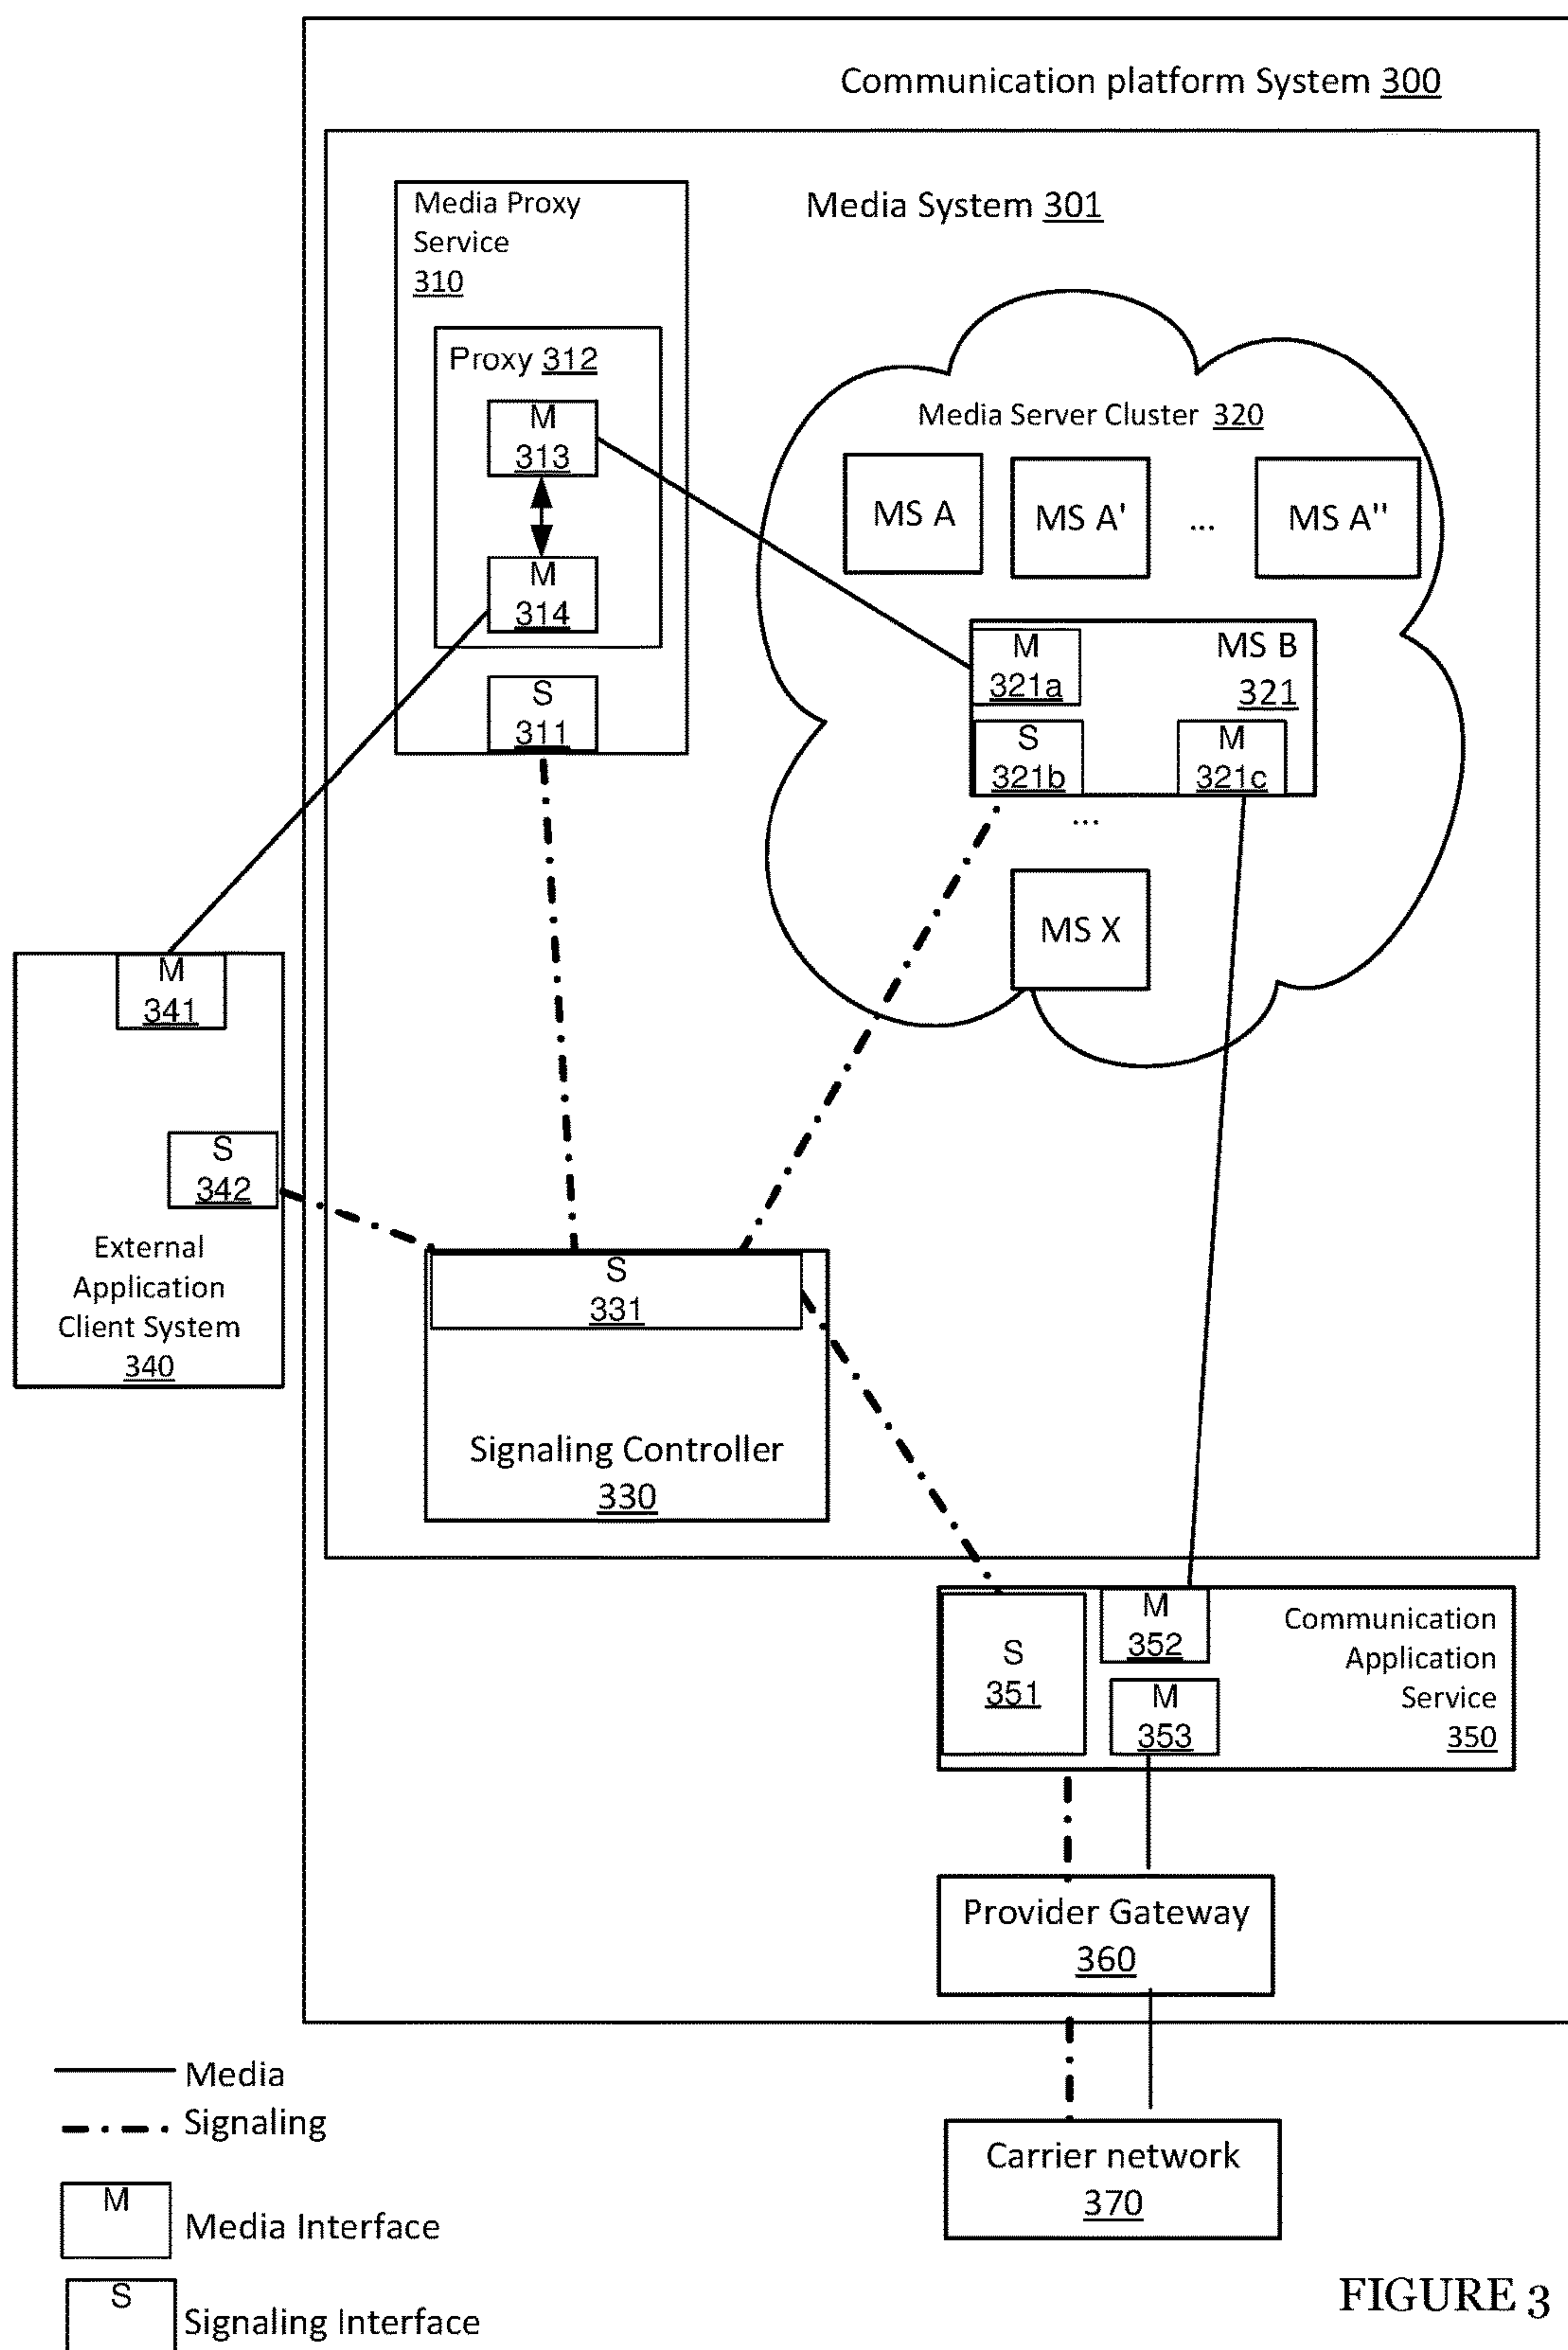 Communication platform System 300
Media System 301
Media Proxy
Service
310
Proxy 312
M
313
M
314
S
311
Media Server Cluster 320
MS A
MS A'
...
MS A"
M
321a
MS B
321
S
321b
M
321c
...
MS X
M
341
S
342
External
Application
Client System
340
S
331
Signaling Controller
330
S
351
M
352
M
353
Communication
Application
Service
350
Provider Gateway
360
Carrier network
370
Media
Signaling
M
Media Interface
S
Signaling Interface
FIGURE 3